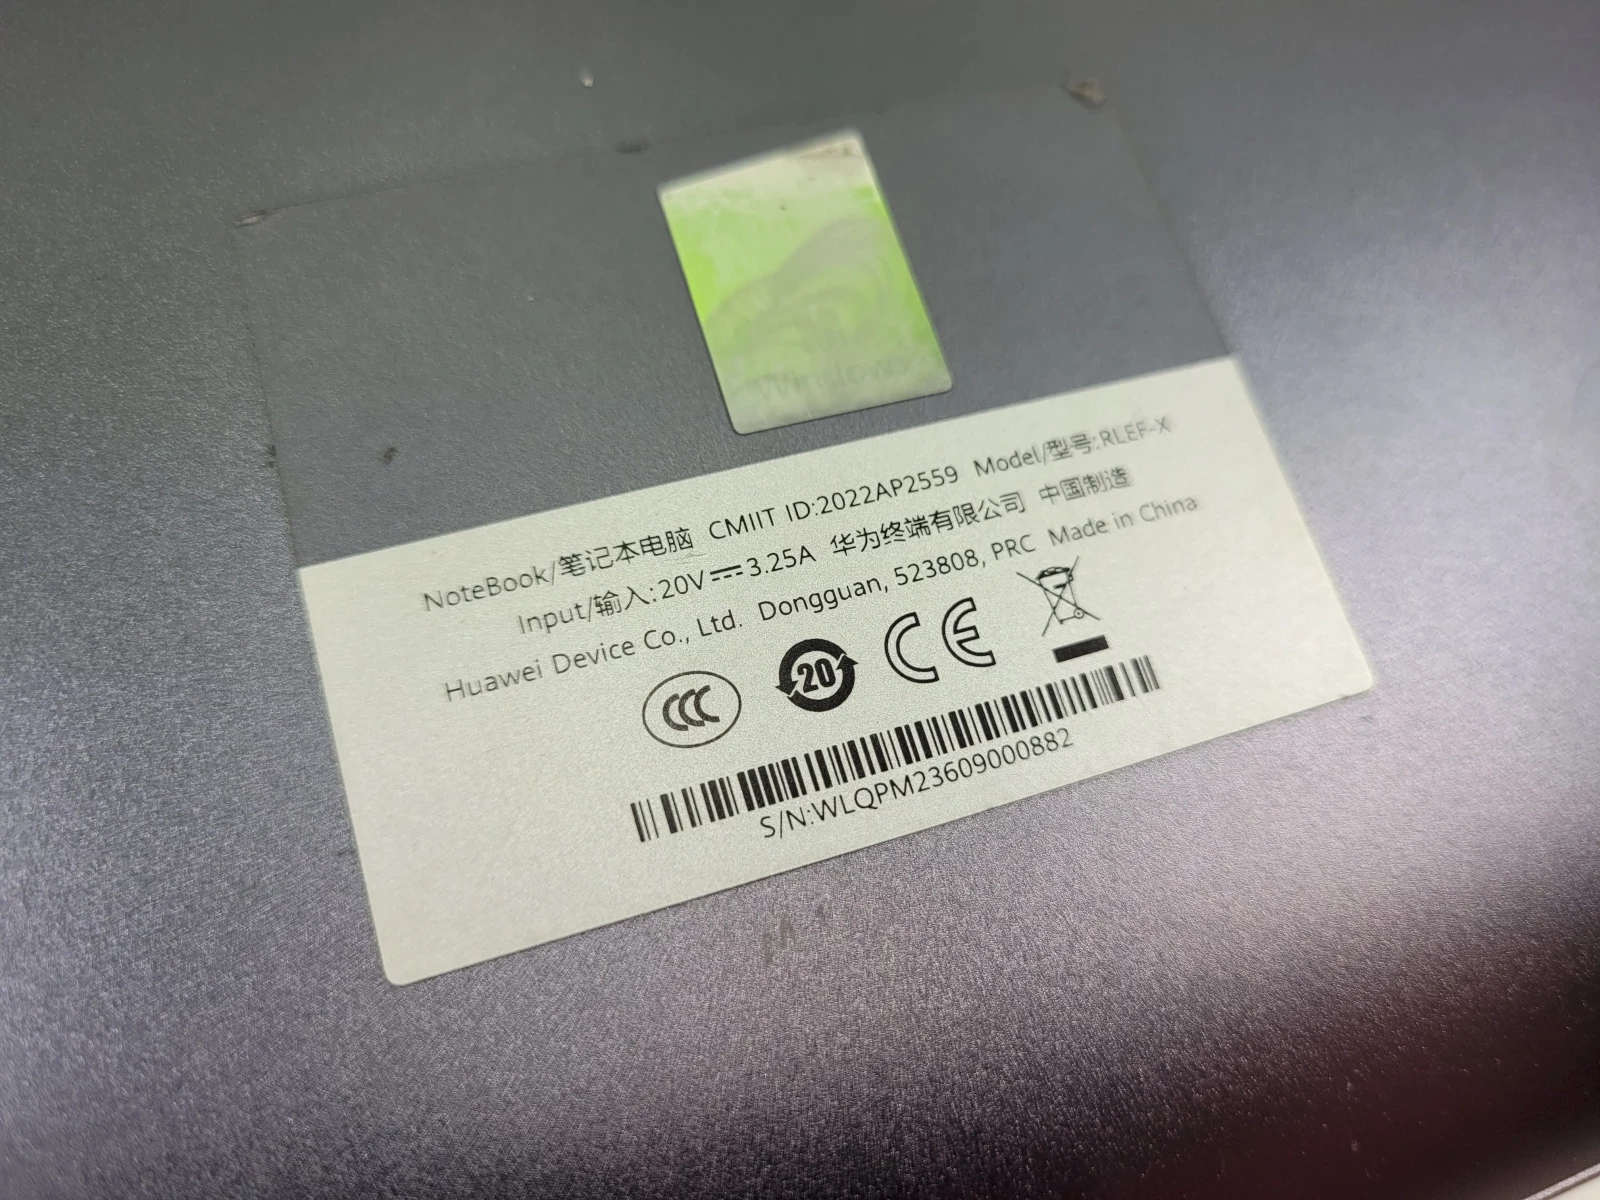 Windows
NoteBook/笔记本电脑 CMIIT ID:2022AP2559 Model/型号:RLEF-X
Input/输入:20V⎓3.25A 华为终端有限公司 中国制造
Huawei Device Co., Ltd. Dongguan, 523808, PRC Made in China
CCC 20 CE
S/N:WLQPM23609000882